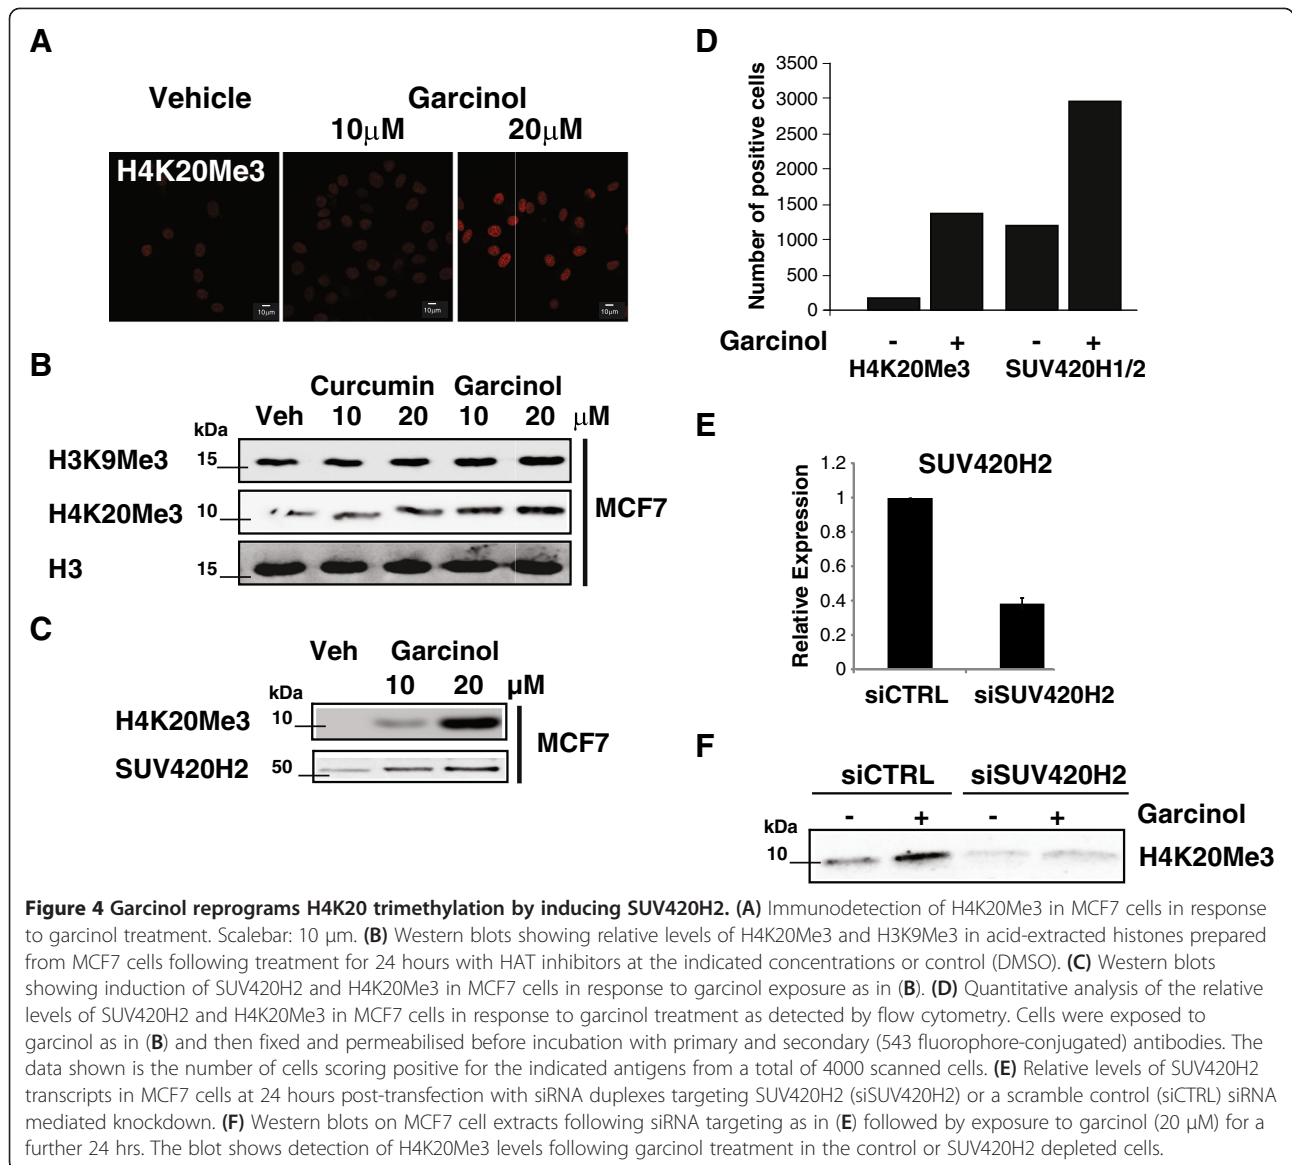 A
Vehicle
Garcinol
10µM
20µM
H4K20Me3
10µm
10µm
10µm
B
Curcumin
Garcinol
Veh
10
20
10
20
µM
kDa
H3K9Me3
15
H4K20Me3
10
H3
15
MCF7
C
Veh
Garcinol
10
20
µM
kDa
H4K20Me3
10
SUV420H2
50
MCF7
D
Number of positive cells
3500
3000
2500
2000
1500
1000
500
0
Garcinol
-
+
-
+
H4K20Me3
SUV420H1/2
E
SUV420H2
Relative Expression
1.2
1
0.8
0.6
0.4
0.2
0
siCTRL
siSUV420H2
F
siCTRL
siSUV420H2
-
+
-
+
Garcinol
kDa
10
H4K20Me3
Figure 4 Garcinol reprograms H4K20 trimethylation by inducing SUV420H2. (A) Immunodetection of H4K20Me3 in MCF7 cells in response
to garcinol treatment. Scalebar: 10 µm. (B) Western blots showing relative levels of H4K20Me3 and H3K9Me3 in acid-extracted histones prepared
from MCF7 cells following treatment for 24 hours with HAT inhibitors at the indicated concentrations or control (DMSO). (C) Western blots
showing induction of SUV420H2 and H4K20Me3 in MCF7 cells in response to garcinol exposure as in (B). (D) Quantitative analysis of the relative
levels of SUV420H2 and H4K20Me3 in MCF7 cells in response to garcinol treatment as detected by flow cytometry. Cells were exposed to
garcinol as in (B) and then fixed and permeabilised before incubation with primary and secondary (543 fluorophore-conjugated) antibodies. The
data shown is the number of cells scoring positive for the indicated antigens from a total of 4000 scanned cells. (E) Relative levels of SUV420H2
transcripts in MCF7 cells at 24 hours post-transfection with siRNA duplexes targeting SUV420H2 (siSUV420H2) or a scramble control (siCTRL) siRNA
mediated knockdown. (F) Western blots on MCF7 cell extracts following siRNA targeting as in (E) followed by exposure to garcinol (20 µM) for a
further 24 hrs. The blot shows detection of H4K20Me3 levels following garcinol treatment in the control or SUV420H2 depleted cells.